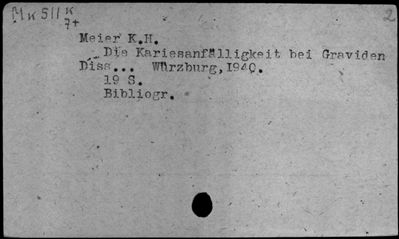 Mk 511 K
7+
2
Meier K.H.
Die Kariesanfälligkeit bei Graviden
Diss... Würzburg,1940.
19 S.
Bibliogr.